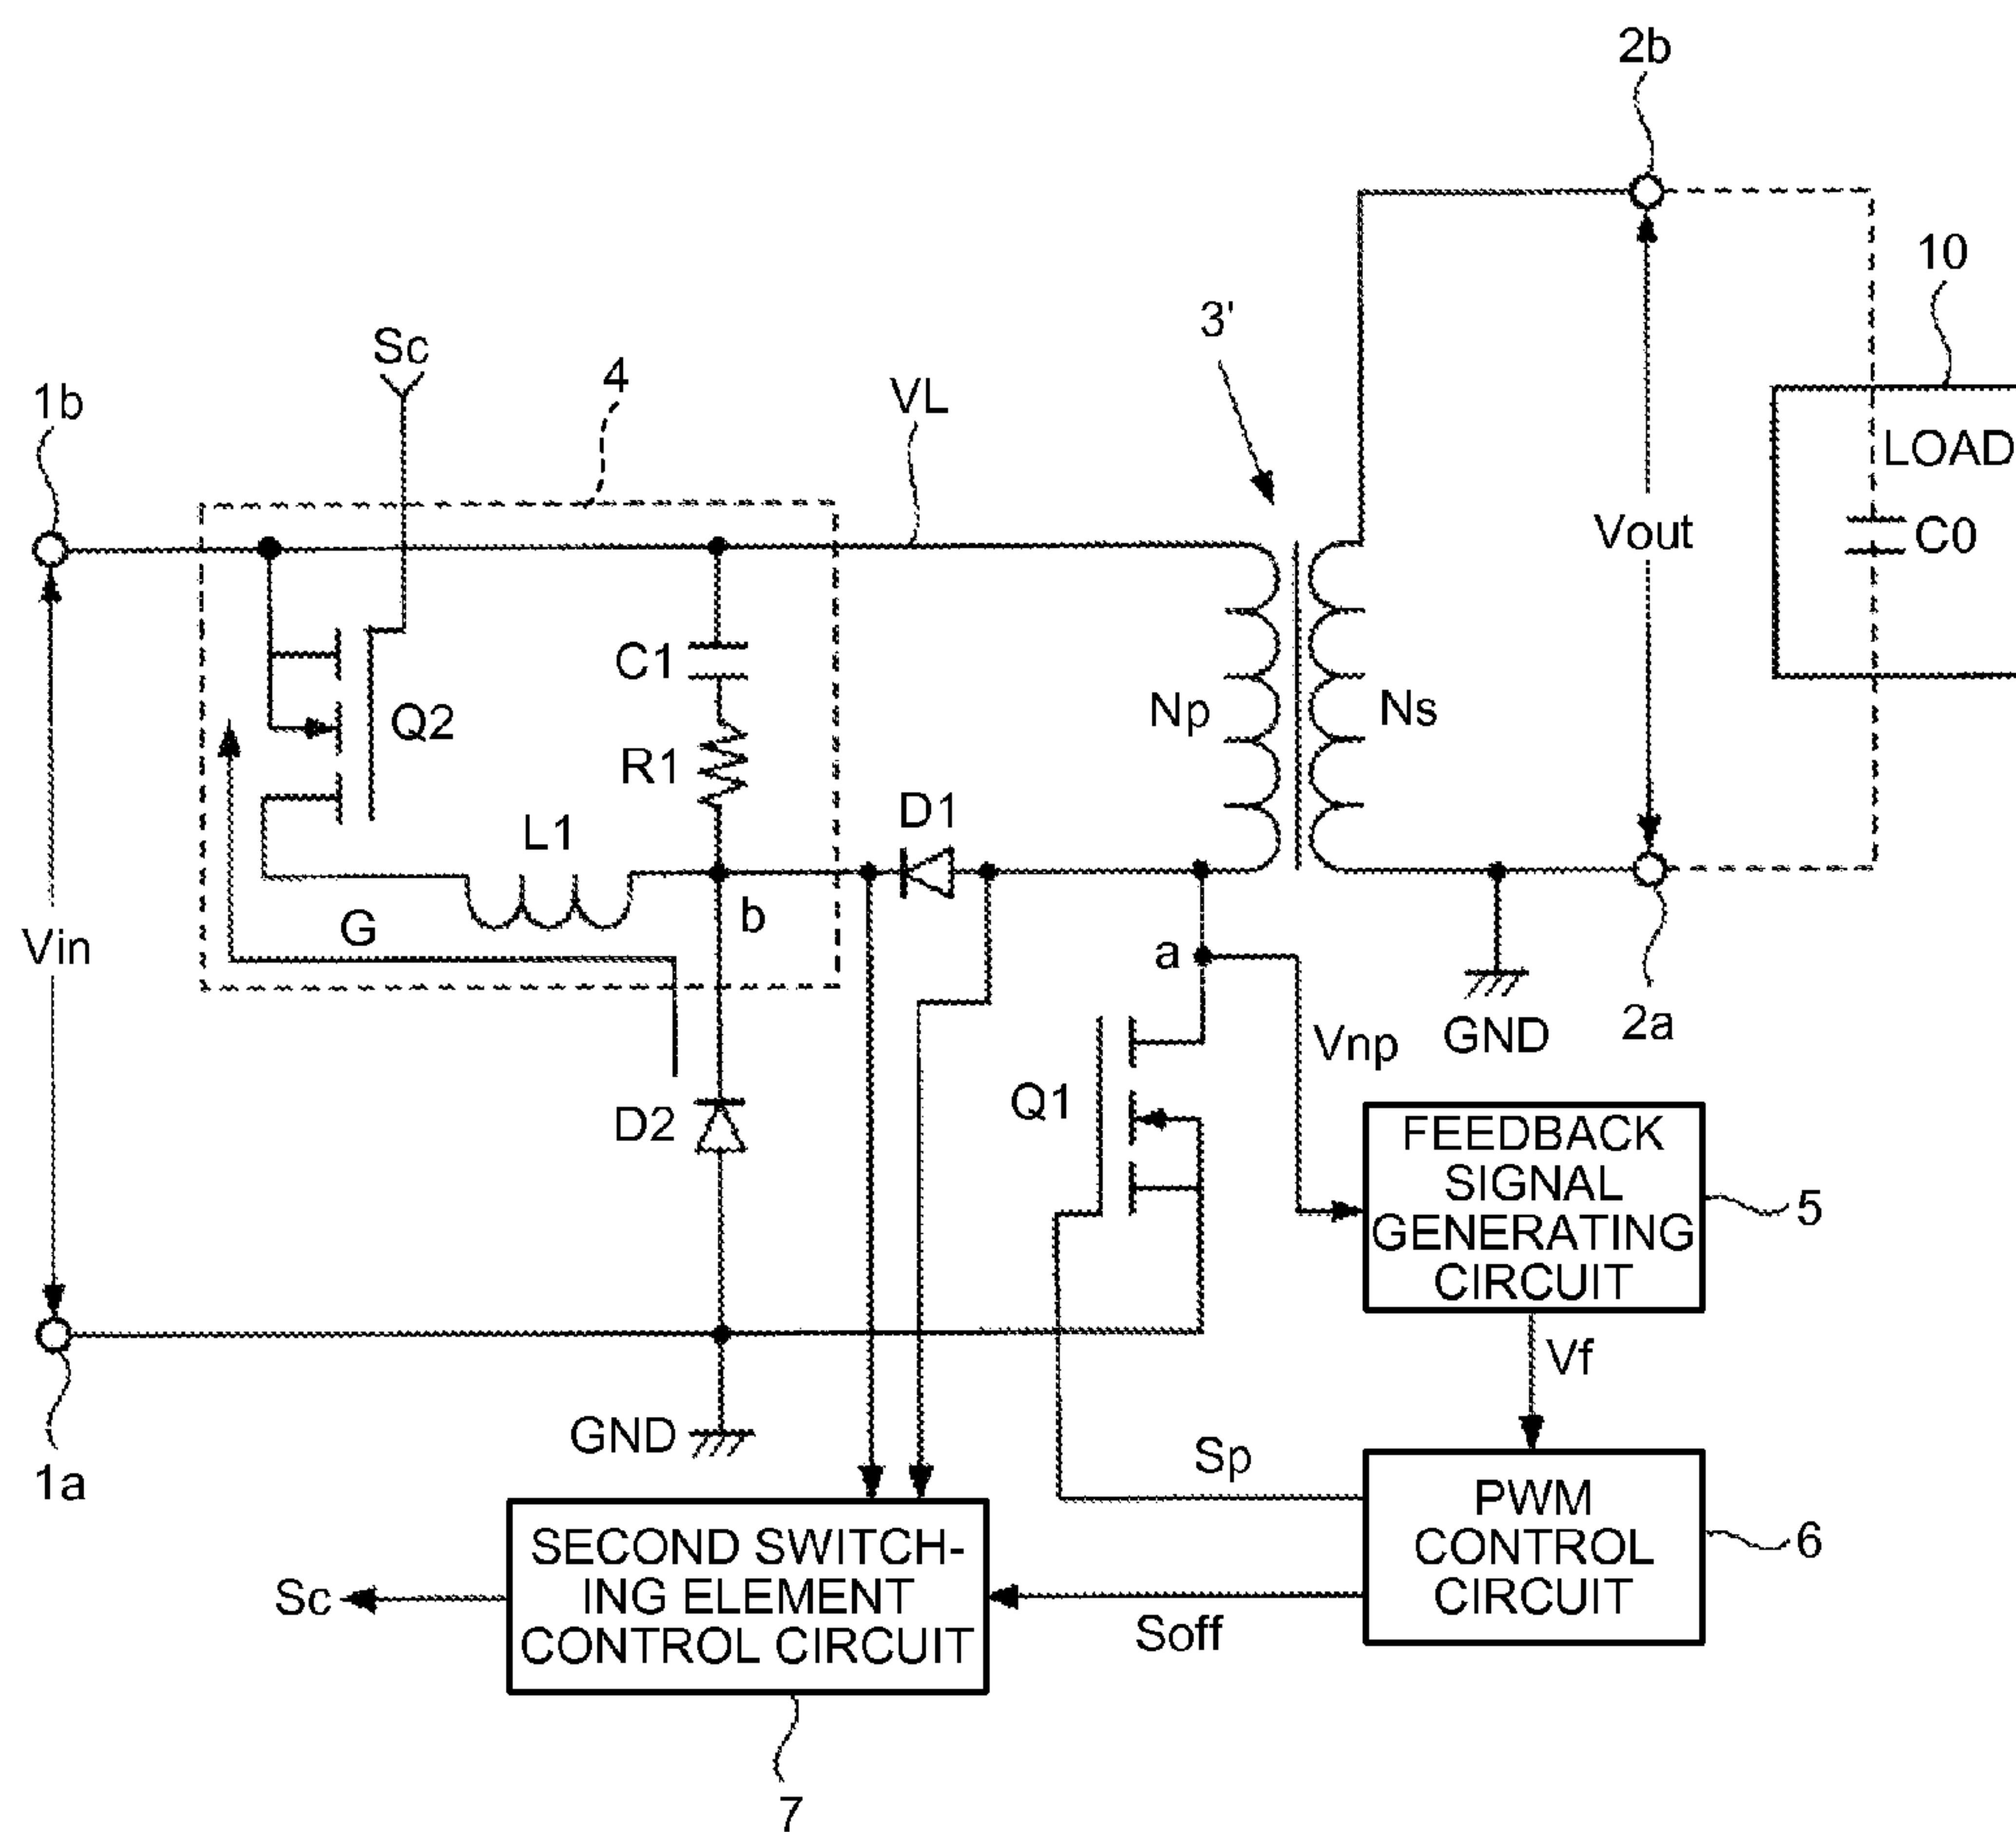 2b
10
3'
Sc
4
VL
1b
LOAD
Vout
C0
C1
Q2
Np
Ns
R1
D1
L1
G
b
a
Vin
GND
2a
Vnp
Q1
D2
FEEDBACK
SIGNAL
GENERATING
CIRCUIT
5
Vf
GND
Sp
1a
PWM
CONTROL
CIRCUIT
6
SECOND SWITCH-
ING ELEMENT
CONTROL CIRCUIT
Sc
Soff
7